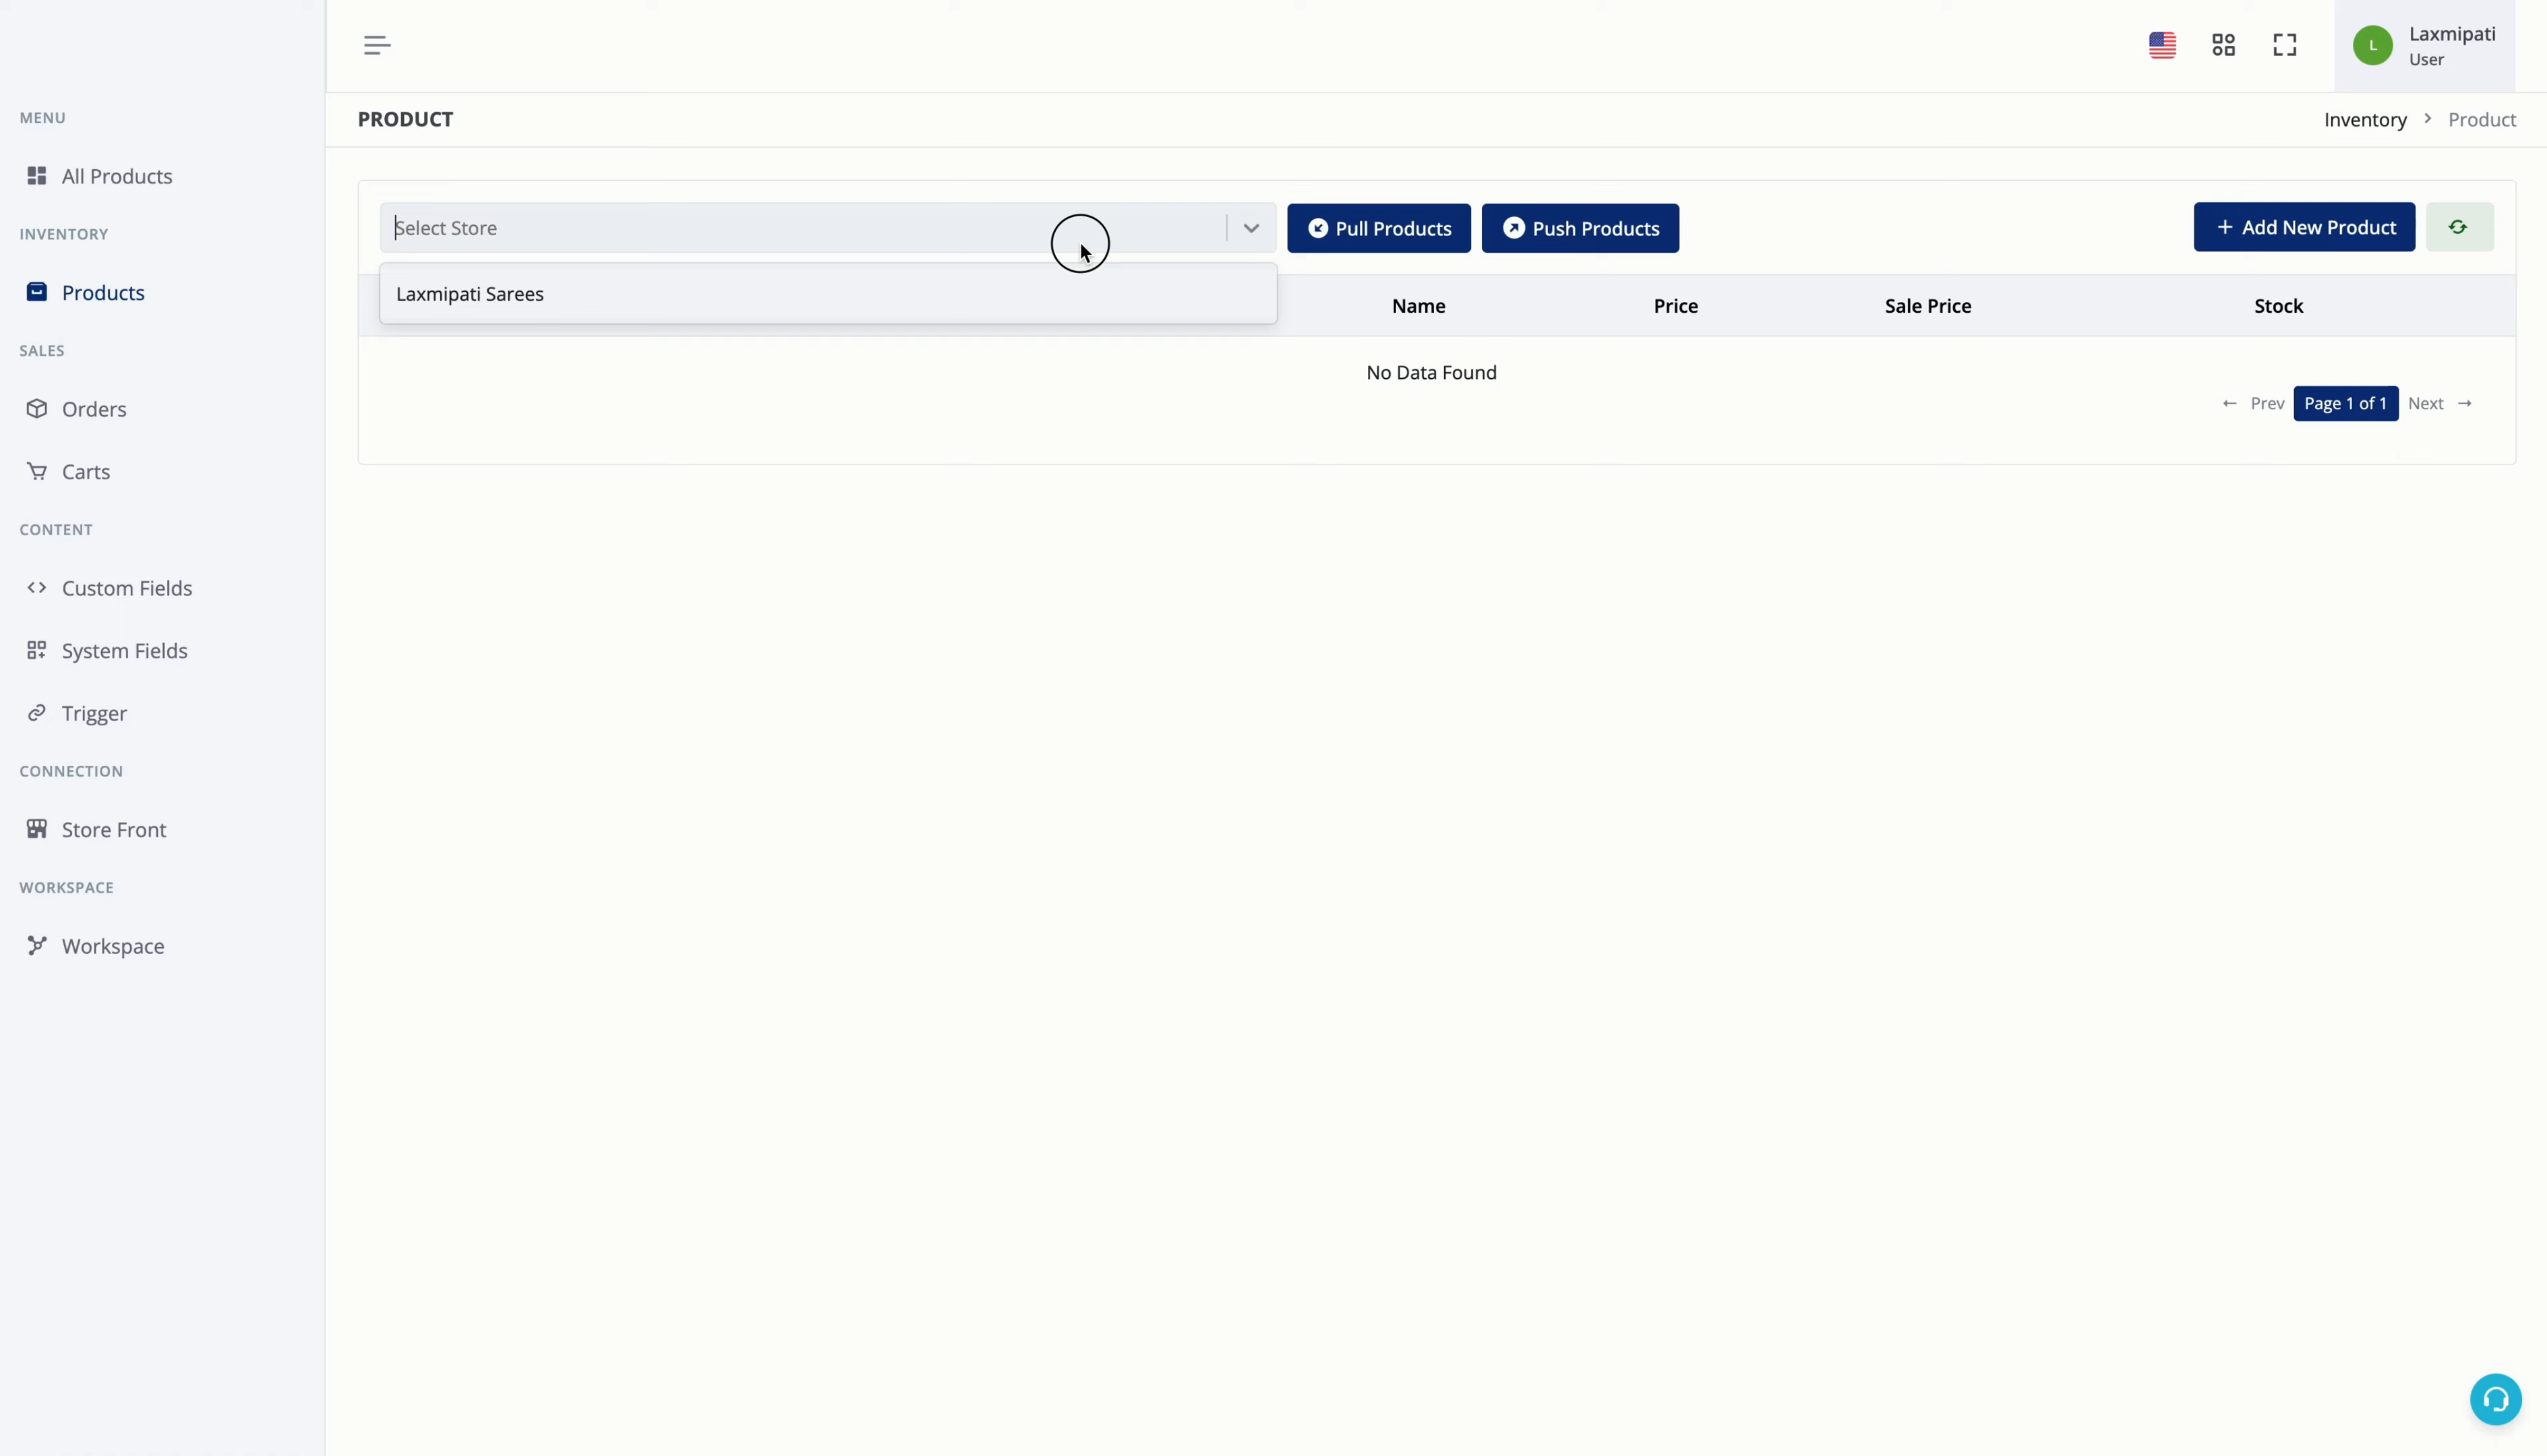 Laxmipati
L
User
MENU
PRODUCT
Inventory > Product
All Products
INVENTORY
Select Store
Pull Products
Push Products
+ Add New Product
Laxmipati Sarees
Name
Price
Sale Price
Stock
Products
SALES
No Data Found
← Prev Page 1 of 1 Next →
Orders
Carts
CONTENT
Custom Fields
System Fields
Trigger
CONNECTION
Store Front
WORKSPACE
Workspace